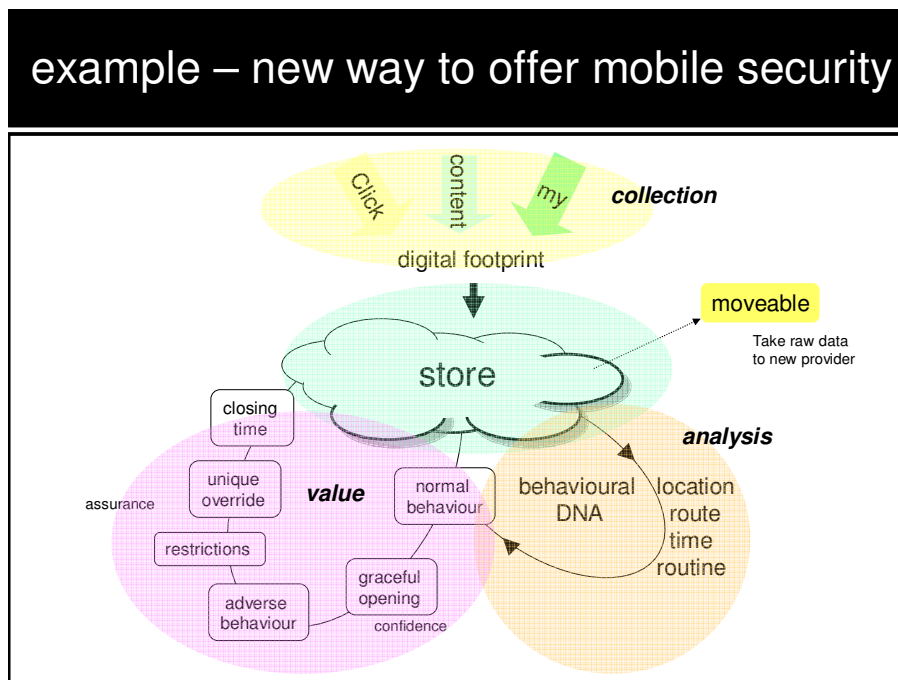 example – new way to offer mobile security
Click
content
my
collection
digital footprint
moveable
Take raw data
to new provider
store
closing
time
analysis
unique
override
value
normal
behaviour
behavioural
DNA
location
route
time
routine
assurance
restrictions
graceful
opening
adverse
behaviour
confidence